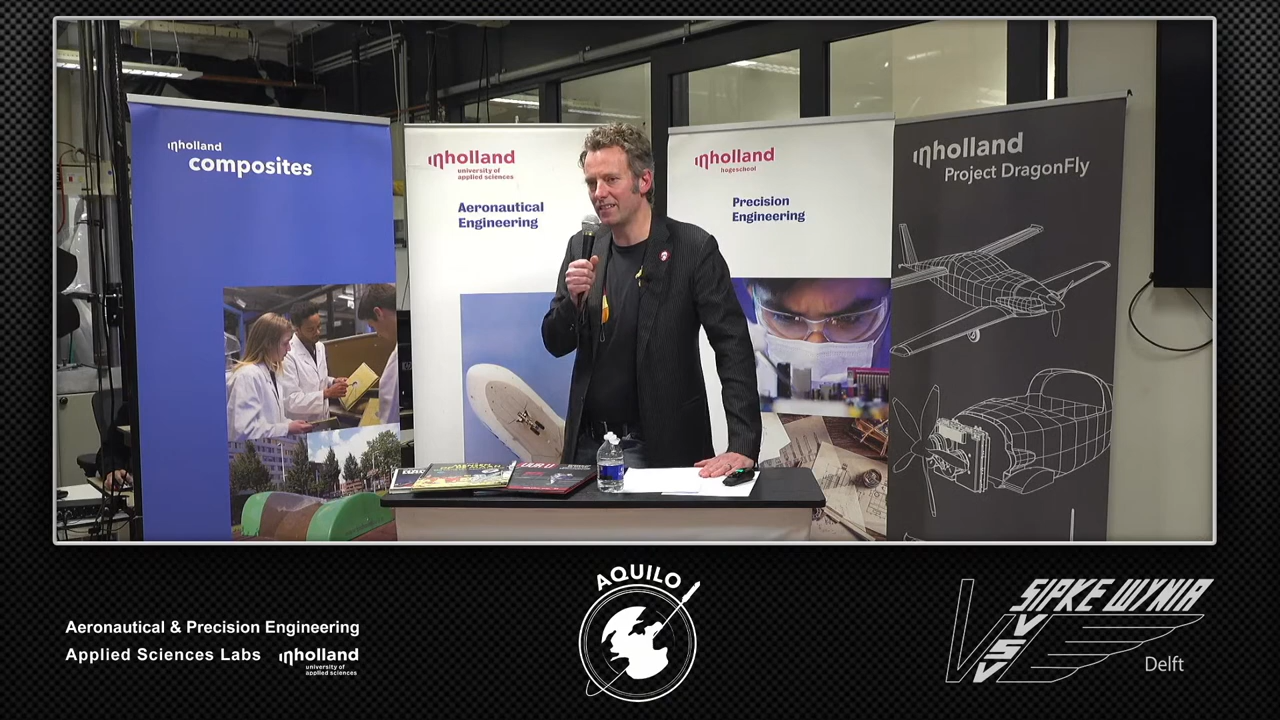 inholland
composites
inholland
university of
applied sciences
Aeronautical
Engineering
inholland
hogeschool
Precision
Engineering
inholland
Project DragonFly
AQUILO
Aeronautical & Precision Engineering
Applied Sciences Labs
inholland
university of
applied sciences
SIPKE WYNIA
VSV
Delft